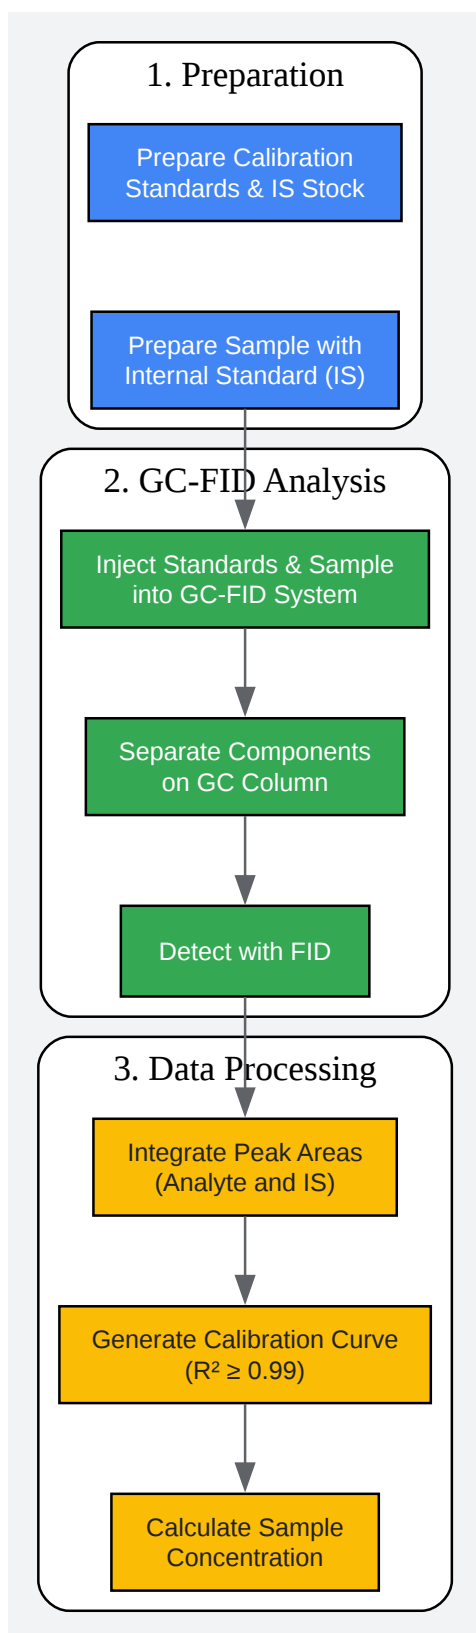 1. Preparation
Prepare Calibration
Standards & IS Stock
Prepare Sample with
Internal Standard (IS)
2. GC-FID Analysis
Inject Standards & Sample
into GC-FID System
Separate Components
on GC Column
Detect with FID
3. Data Processing
Integrate Peak Areas
(Analyte and IS)
Generate Calibration Curve
(R² ≥ 0.99)
Calculate Sample
Concentration